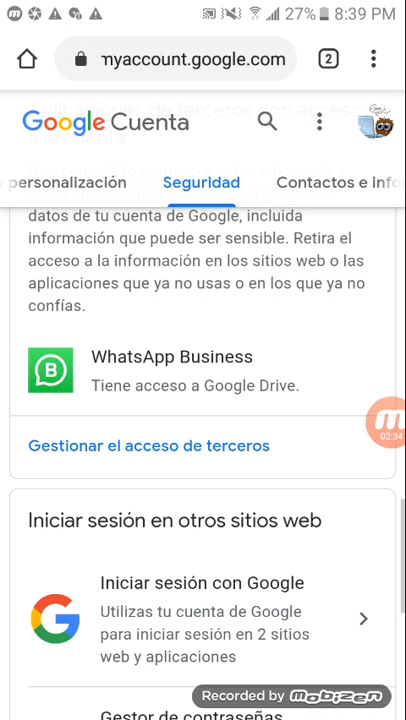 27% 8:39 PM
nyaccount.google.com
2
Google Cuenta
y personalización Seguridad Contactos e info
datos de tu cuenta de Google, incluida
información que puede ser sensible. Retira el
acceso a la información en los sitios web o las
aplicaciones que ya no usas o en los que ya no
confías.
WhatsApp Business
Tiene acceso a Google Drive.
02:34
Gestionar el acceso de terceros
Iniciar sesión en otros sitios web
Iniciar sesión con Google
Utilizas tu cuenta de Google
para iniciar sesión en 2 sitios
web y aplicaciones
Recorded by mobizen
Gestor de contraseñas